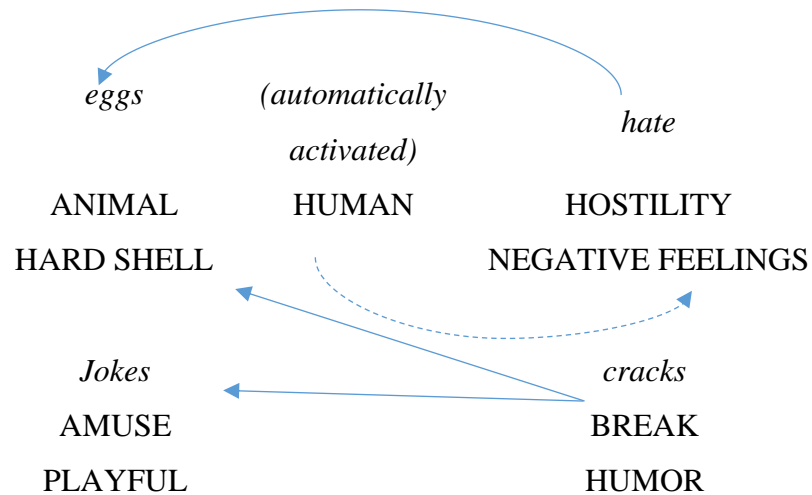 eggs
(automatically
activated)
hate
ANIMAL
HUMAN
HOSTILITY
HARD SHELL
NEGATIVE FEELINGS
Jokes
cracks
AMUSE
BREAK
PLAYFUL
HUMOR